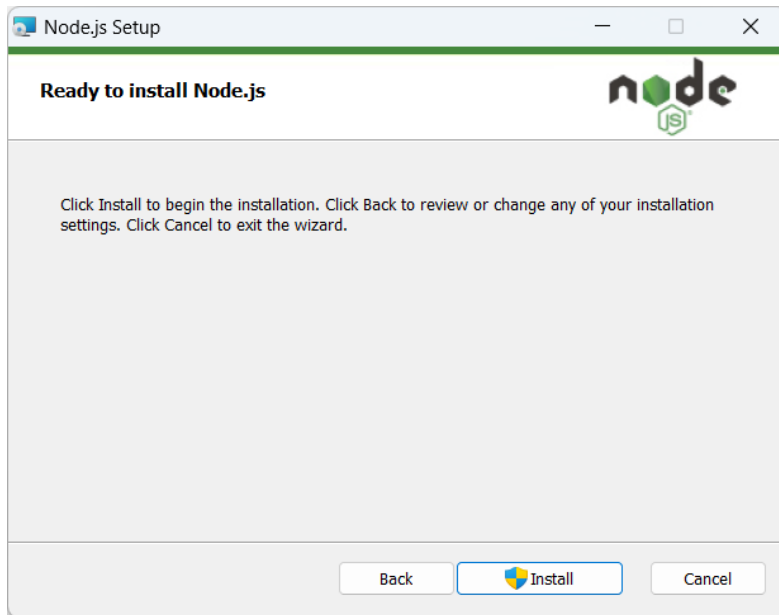 Node.js Setup
Ready to install Node.js
node
JS
Click Install to begin the installation. Click Back to review or change any of your installation
settings. Click Cancel to exit the wizard.
Back
Install
Cancel